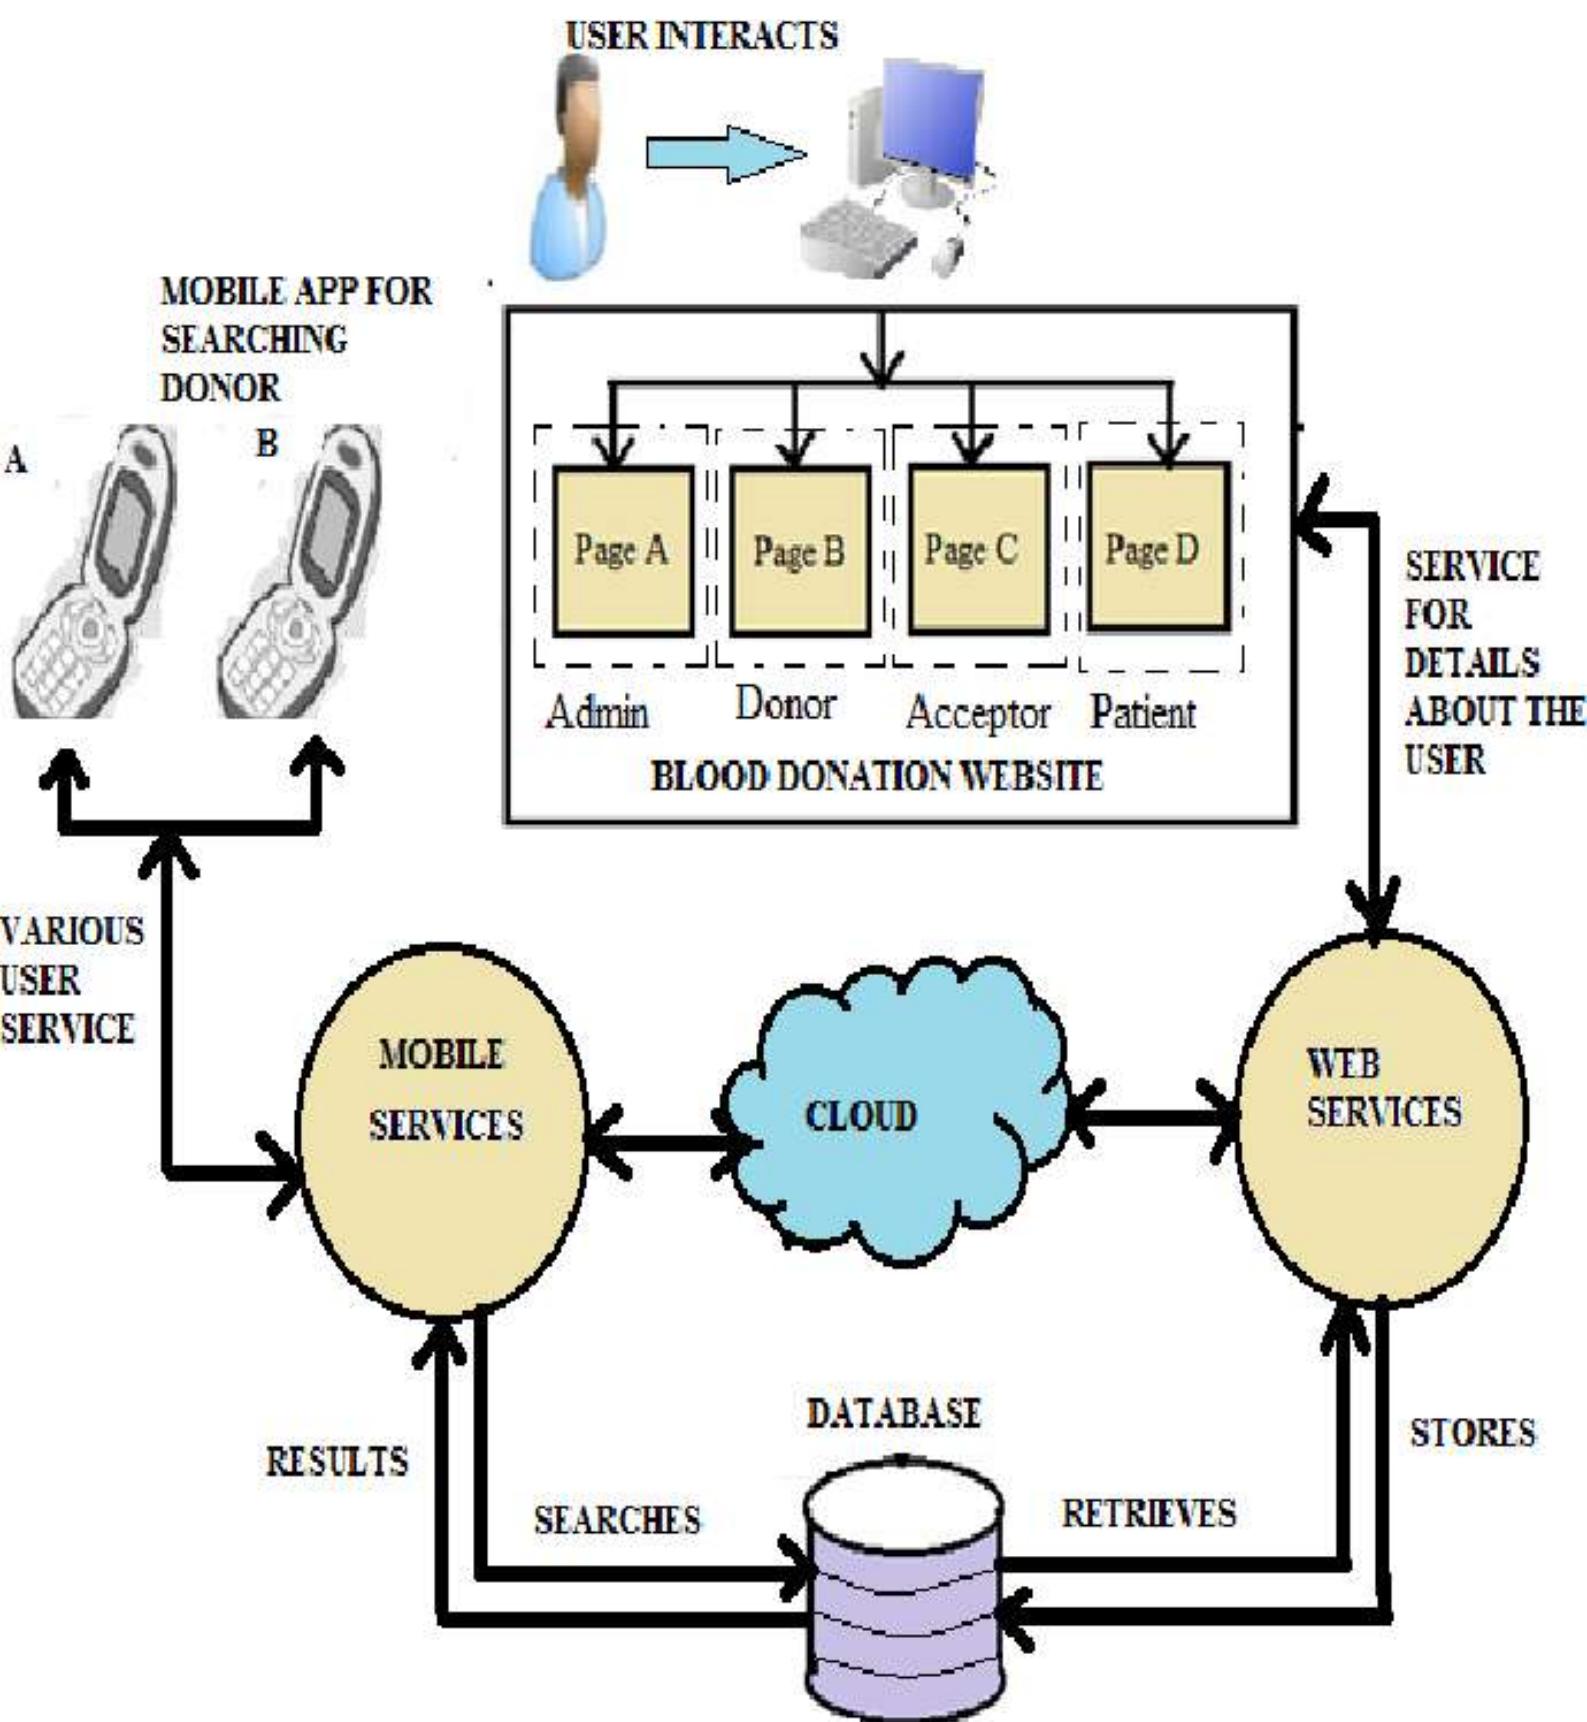 USER INTERACTS
MOBILE APP FOR
SEARCHING
DONOR
A
B
Page A
Page B
Page C
Page D
Admin
Donor
Acceptor
Patient
BLOOD DONATION WEBSITE
SERVICE
FOR
DETAILS
ABOUT THE
USER
VARIOUS
USER
SERVICE
MOBILE
SERVICES
CLOUD
WEB
SERVICES
DATABASE
RESULTS
SEARCHES
RETRIEVES
STORES